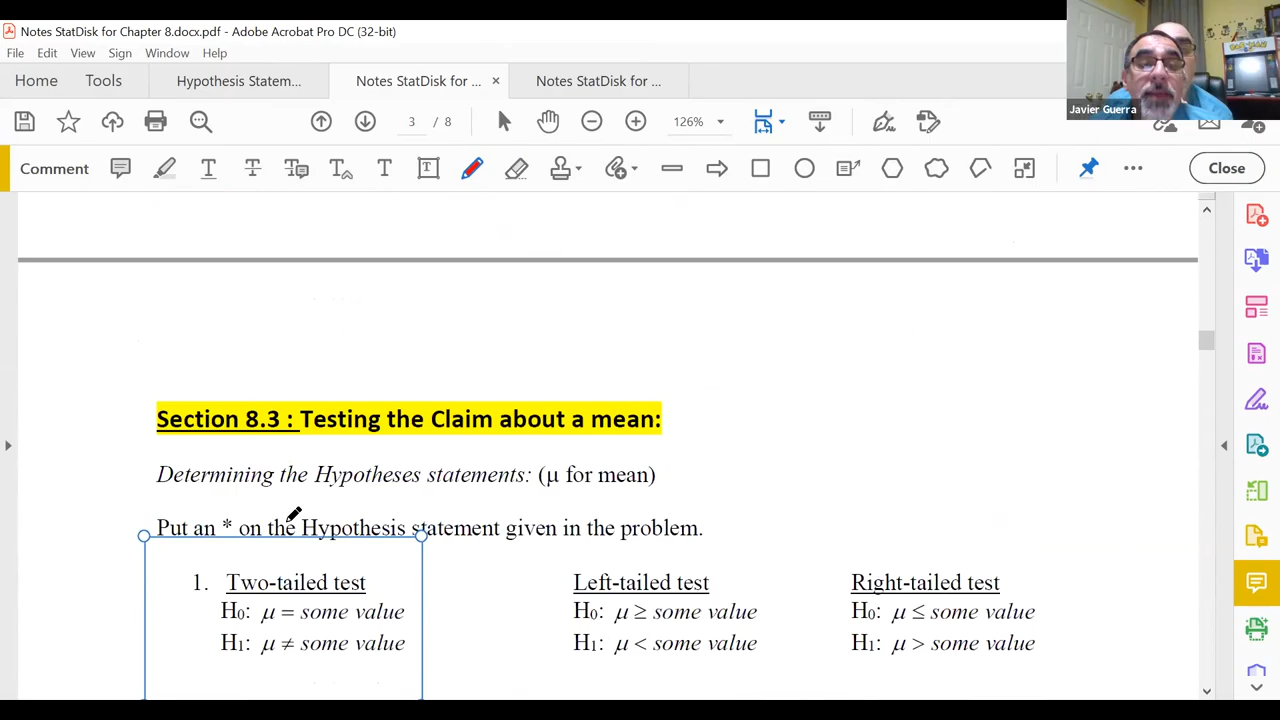 Notes StatDisk for Chapter 8.docx.pdf - Adobe Acrobat Pro DC (32-bit)
File Edit View Sign Window Help
Home Tools Hypothesis Statem... Notes StatDisk for ... × Notes StatDisk for ...
Javier Guerra
3 / 8 126%
Comment Close
Section 8.3 : Testing the Claim about a mean:
Determining the Hypotheses statements: (μ for mean)
Put an * on the Hypothesis statement given in the problem.
1. Two-tailed test Left-tailed test Right-tailed test
H0: μ = some value H0: μ ≥ some value H0: μ ≤ some value
H1: μ ≠ some value H1: μ < some value H1: μ > some value